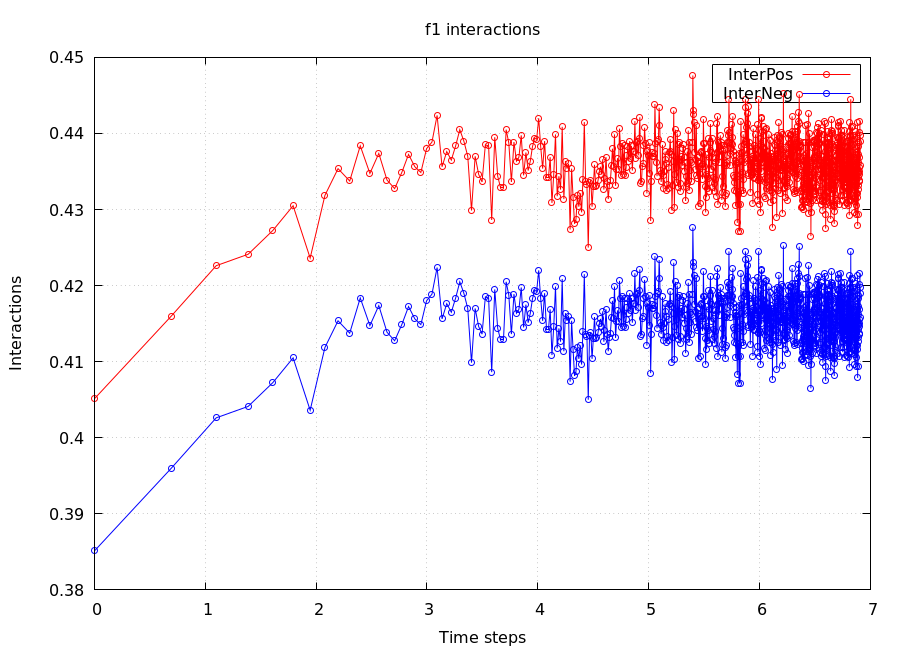 f1 interactions
0.45
0.44
0.43
0.42
0.41
0.4
0.39
0.38
Interactions
InterPos
InterNeg
0 1 2 3 4 5 6 7
Time steps